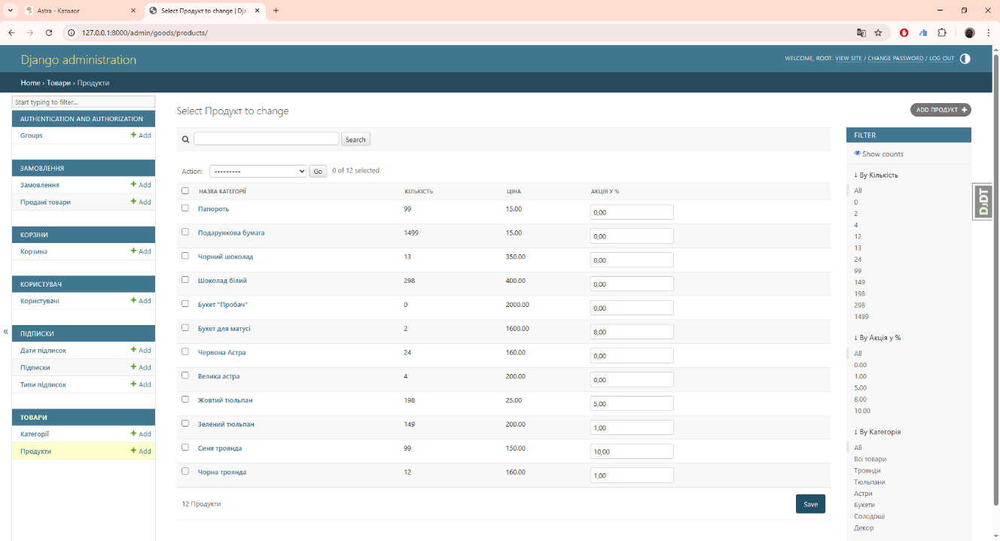 Astra - Каталог
Select Продукт to change | Dja
127.0.0.1:8000/admin/goods/products/
Django administration
WELCOME, ROOT. VIEW SITE / CHANGE PASSWORD / LOG OUT
Home › Товари › Продукти
Start typing to filter...
AUTHENTICATION AND AUTHORIZATION
Groups Add
ЗАМОВЛЕННЯ
Замовлення Add
Продані товари Add
КОРЗІНИ
Корзина Add
КОРИСТУВАЧ
Користувачі Add
ПІДПИСКИ
Дати підписок Add
Підписки Add
Типи підписок Add
ТОВАРИ
Категорії Add
Продукти Add
«
Select Продукт to change
ADD ПРОДУКТ
Search
Action: --------- Go 0 of 12 selected
НАЗВА КАТЕГОРІЇ КІЛЬКІСТЬ ЦІНА АКЦІЯ У %
Папороть 99 15.00 0,00
Подарункова бумага 1499 15.00 0,00
Чорний шоколад 13 350.00 0,00
Шоколад білий 298 400.00 0,00
Букет "Пробач" 0 2000.00 0,00
Букет для матусі 2 1600.00 8,00
Червона Астра 24 160.00 0,00
Велика астра 4 200.00 0,00
Жовтий тюльпан 198 25.00 5,00
Зелений тюльпан 149 200.00 1,00
Синя троянда 99 150.00 10,00
Чорна троянда 12 160.00 1,00
12 Продукти
Save
FILTER
Show counts
↓ By Кількість
All
0
2
4
12
13
24
99
149
198
298
1499
↓ By Акція у %
All
0.00
1.00
5.00
8.00
10.00
↓ By Категорія
All
Всі товари
Троянди
Тюльпани
Астри
Букети
Солодощі
Декор
DJDT